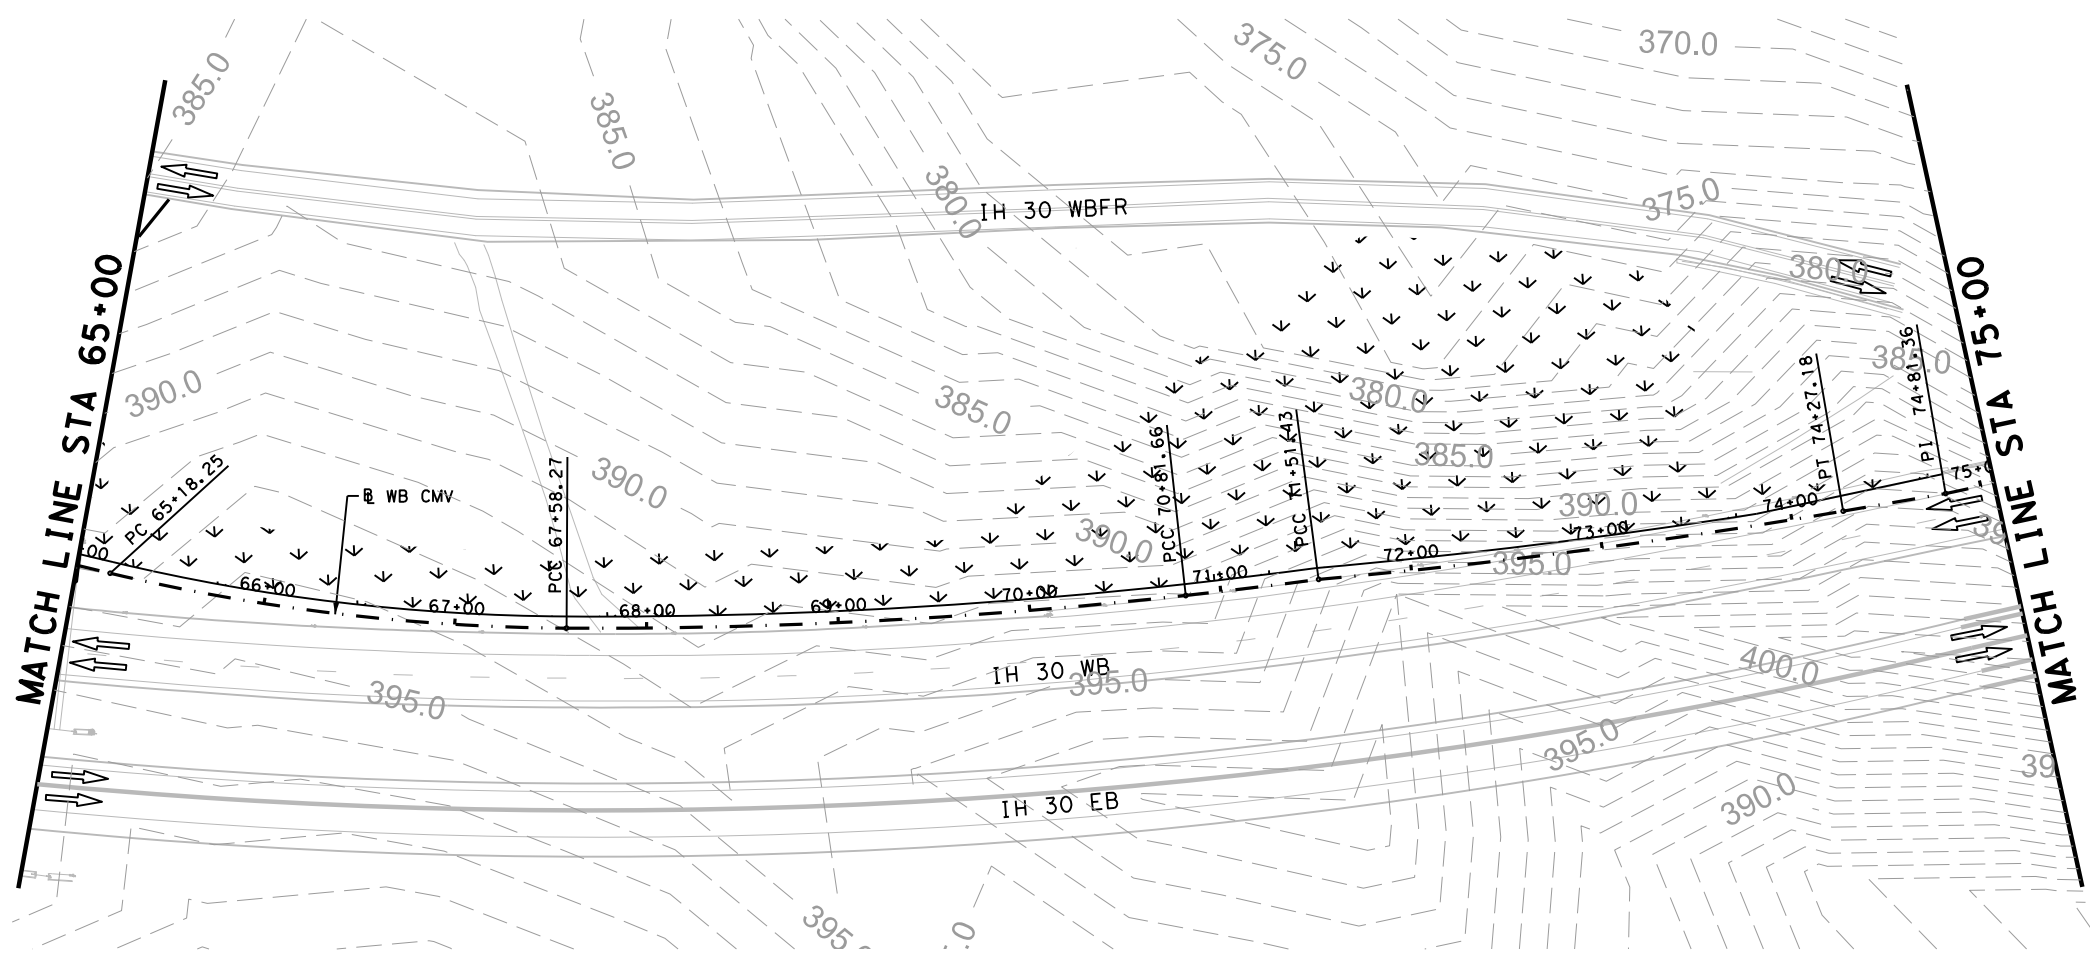 370.0
375.0
385.0
385.0
375.0
380.0
IH 30 WBFR
380.0
MATCH LINE STA 65+00
MATCH LINE STA 75+00
385.0
390.0
385.0
380.0
PI 74+81.36
PT 74+27.18
PCC 71+51.43
PCC 70+81.66
385.0
PCC 67+58.27
PC 65+18.25
390.0
390.0
390.0
℄ WB CMV
66+00
67+00
68+00
69+00
70+00
71+00
72+00
73+00
74+00
395.0
IH 30 WB
395.0
395.0
400.0
395.0
390.0
IH 30 EB
395.0